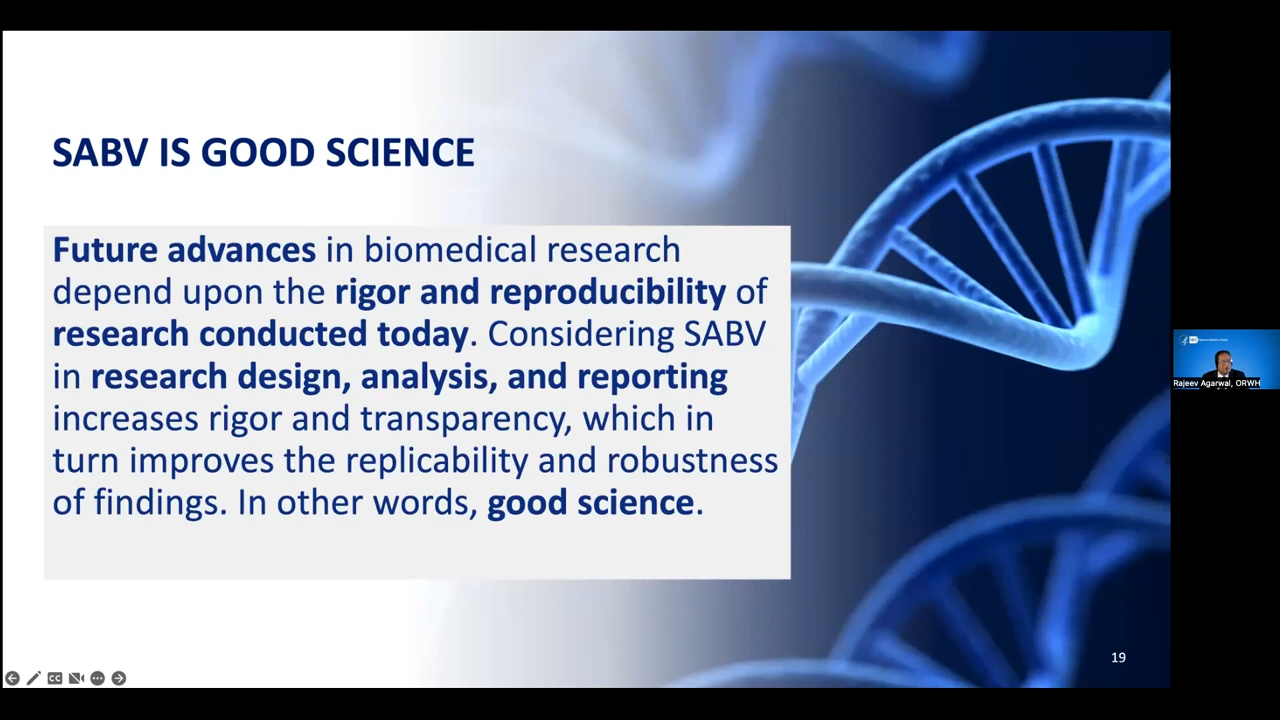 SABV IS GOOD SCIENCE
Future advances in biomedical research
depend upon the rigor and reproducibility of
research conducted today. Considering SABV
in research design, analysis, and reporting
increases rigor and transparency, which in
turn improves the replicability and robustness
of findings. In other words, good science.
Rajeev Agarwal, ORWH
19
CC